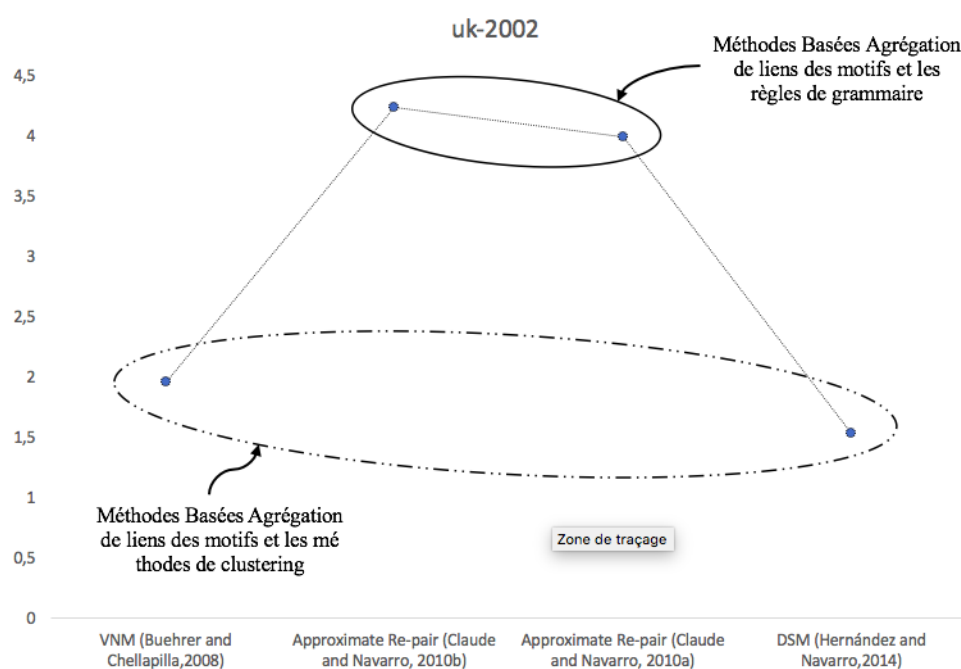 uk-2002
Méthodes Basées Agrégation
de liens des motifs et les
règles de grammaire
4,5
4
3,5
3
2,5
2
1,5
1
0,5
0
Méthodes Basées Agrégation
de liens des motifs et les mé
thodes de clustering
Zone de traçage
VNM (Buehrer and
Chellapilla,2008)
Approximate Re-pair (Claude
and Navarro, 2010b)
Approximate Re-pair (Claude
and Navarro, 2010a)
DSM (Hernández and
Navarro,2014)